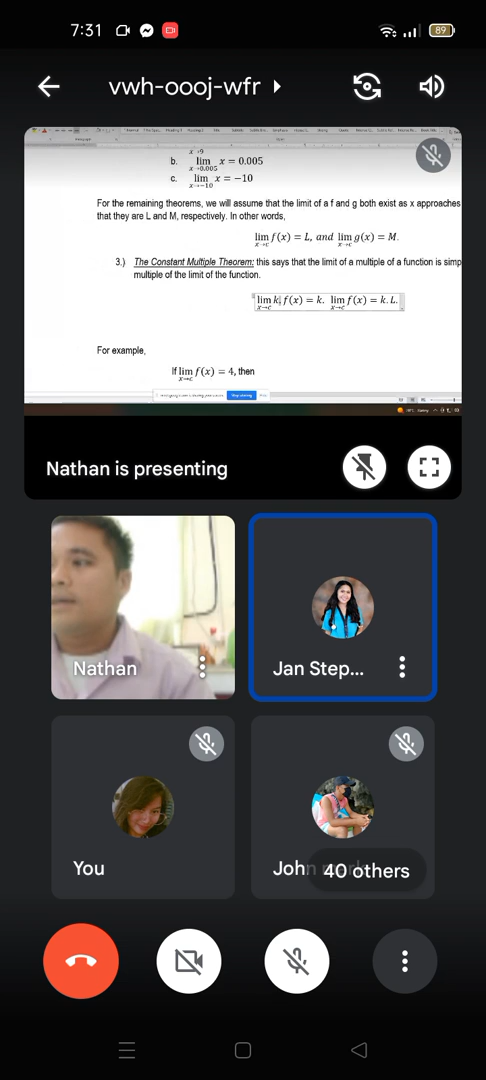 7:31
89
vwh-oooj-wfr
x→9
b. lim x = 0.005
x→0.005
c. lim x = −10
x→−10
For the remaining theorems, we will assume that the limit of a f and g both exist as x approaches
that they are L and M, respectively. In other words,
lim f(x) = L, and lim g(x) = M.
x→c x→c
3.) The Constant Multiple Theorem: this says that the limit of a multiple of a function is simp
multiple of the limit of the function.
lim k f(x) = k. lim f(x) = k. L.
x→c x→c
For example,
If lim f(x) = 4, then
x→c
Stop sharing
Nathan is presenting
Nathan
Jan Step...
You
John
40 others